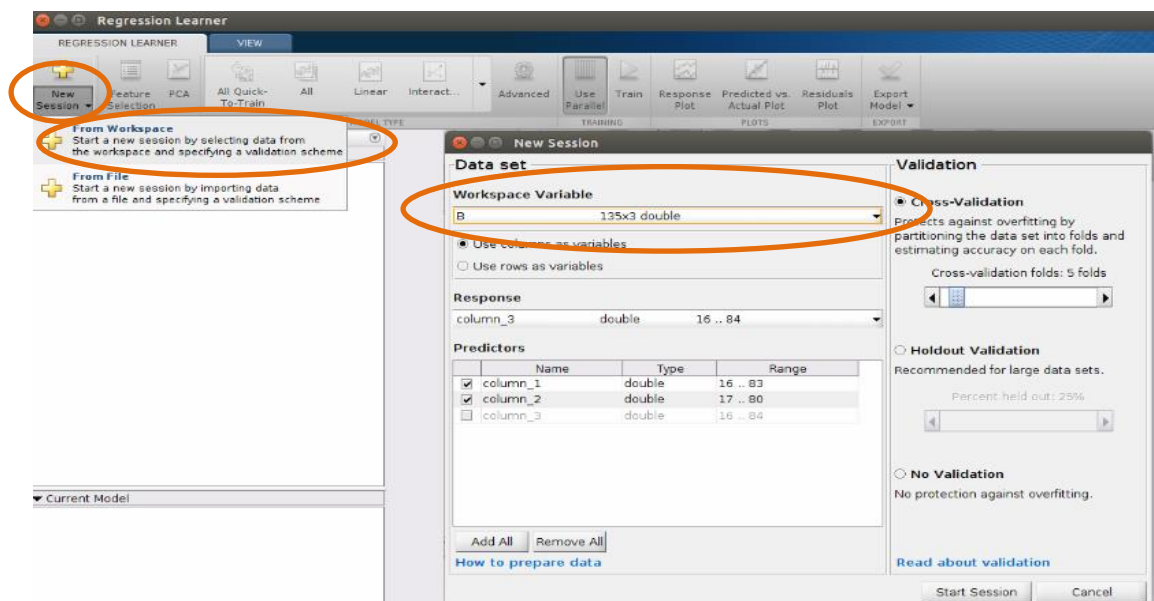 Regression Learner
REGRESSION LEARNER VIEW
New Session Feature Selection PCA All Quick-To-Train All Linear Interact... Advanced Use Parallel Train Response Plot Predicted vs. Actual Plot Residuals Plot Export Model
MODEL TYPE TRAINING PLOTS EXPORT
From Workspace
Start a new session by selecting data from
the workspace and specifying a validation scheme
From File
Start a new session by importing data
from a file and specifying a validation scheme
Current Model
New Session
Data set
Workspace Variable
B 135x3 double
Use columns as variables
Use rows as variables
Response
column_3 double 16 .. 84
Predictors
Name Type Range
column_1 double 16 .. 83
column_2 double 17 .. 80
column_3 double 16 .. 84
Add All Remove All
How to prepare data
Validation
Cross-Validation
Protects against overfitting by
partitioning the data set into folds and
estimating accuracy on each fold.
Cross-validation folds: 5 folds
Holdout Validation
Recommended for large data sets.
Percent held out: 25%
No Validation
No protection against overfitting.
Read about validation
Start Session Cancel